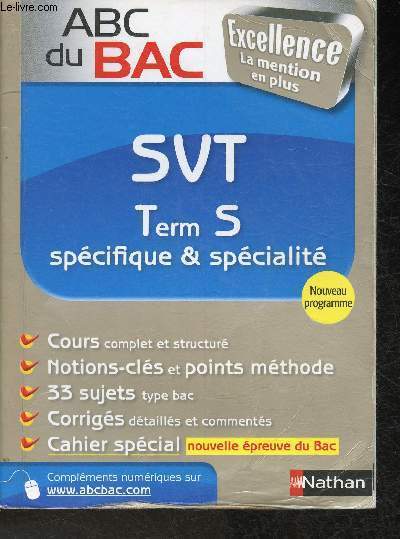 Le-livre.com
ABC
du BAC
Excellence
La mention
en plus
SVT
Term S
spécifique & spécialité
Nouveau
programme
Cours complet et structuré
Notions-clés et points méthode
33 sujets type bac
Corrigés détaillés et commentés
Cahier spécial nouvelle épreuve du Bac
Compléments numériques sur
www.abcbac.com
Nathan